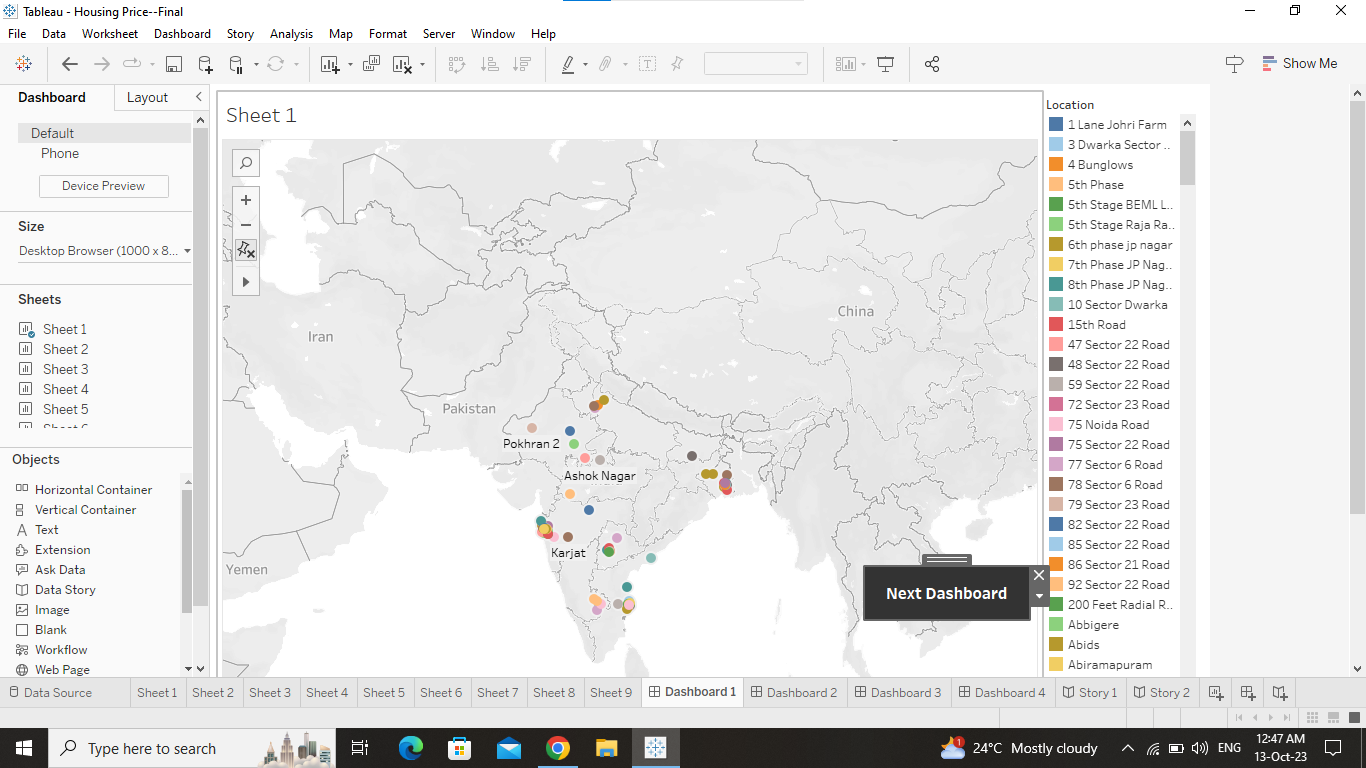 Tableau - Housing Price--Final
File Data Worksheet Dashboard Story Analysis Map Format Server Window Help
Show Me
Dashboard Layout
Default
Phone
Device Preview
Size
Desktop Browser (1000 x 8...
Sheets
Sheet 1
Sheet 2
Sheet 3
Sheet 4
Sheet 5
Objects
Horizontal Container
Vertical Container
Text
Extension
Ask Data
Data Story
Image
Blank
Workflow
Web Page
Sheet 1
Iran
China
Pakistan
Pokhran 2
Ashok Nagar
Karjat
Yemen
Next Dashboard
Location
1 Lane Johri Farm
3 Dwarka Sector ..
4 Bunglows
5th Phase
5th Stage BEML L..
5th Stage Raja Ra..
6th phase jp nagar
7th Phase JP Nag..
8th Phase JP Nag..
10 Sector Dwarka
15th Road
47 Sector 22 Road
48 Sector 22 Road
59 Sector 22 Road
72 Sector 23 Road
75 Noida Road
75 Sector 22 Road
77 Sector 6 Road
78 Sector 6 Road
79 Sector 23 Road
82 Sector 22 Road
85 Sector 22 Road
86 Sector 21 Road
92 Sector 22 Road
200 Feet Radial R..
Abbigere
Abids
Abiramapuram
Data Source Sheet 1 Sheet 2 Sheet 3 Sheet 4 Sheet 5 Sheet 6 Sheet 7 Sheet 8 Sheet 9 Dashboard 1 Dashboard 2 Dashboard 3 Dashboard 4 Story 1 Story 2
Type here to search
1
24°C Mostly cloudy
ENG
12:47 AM
13-Oct-23